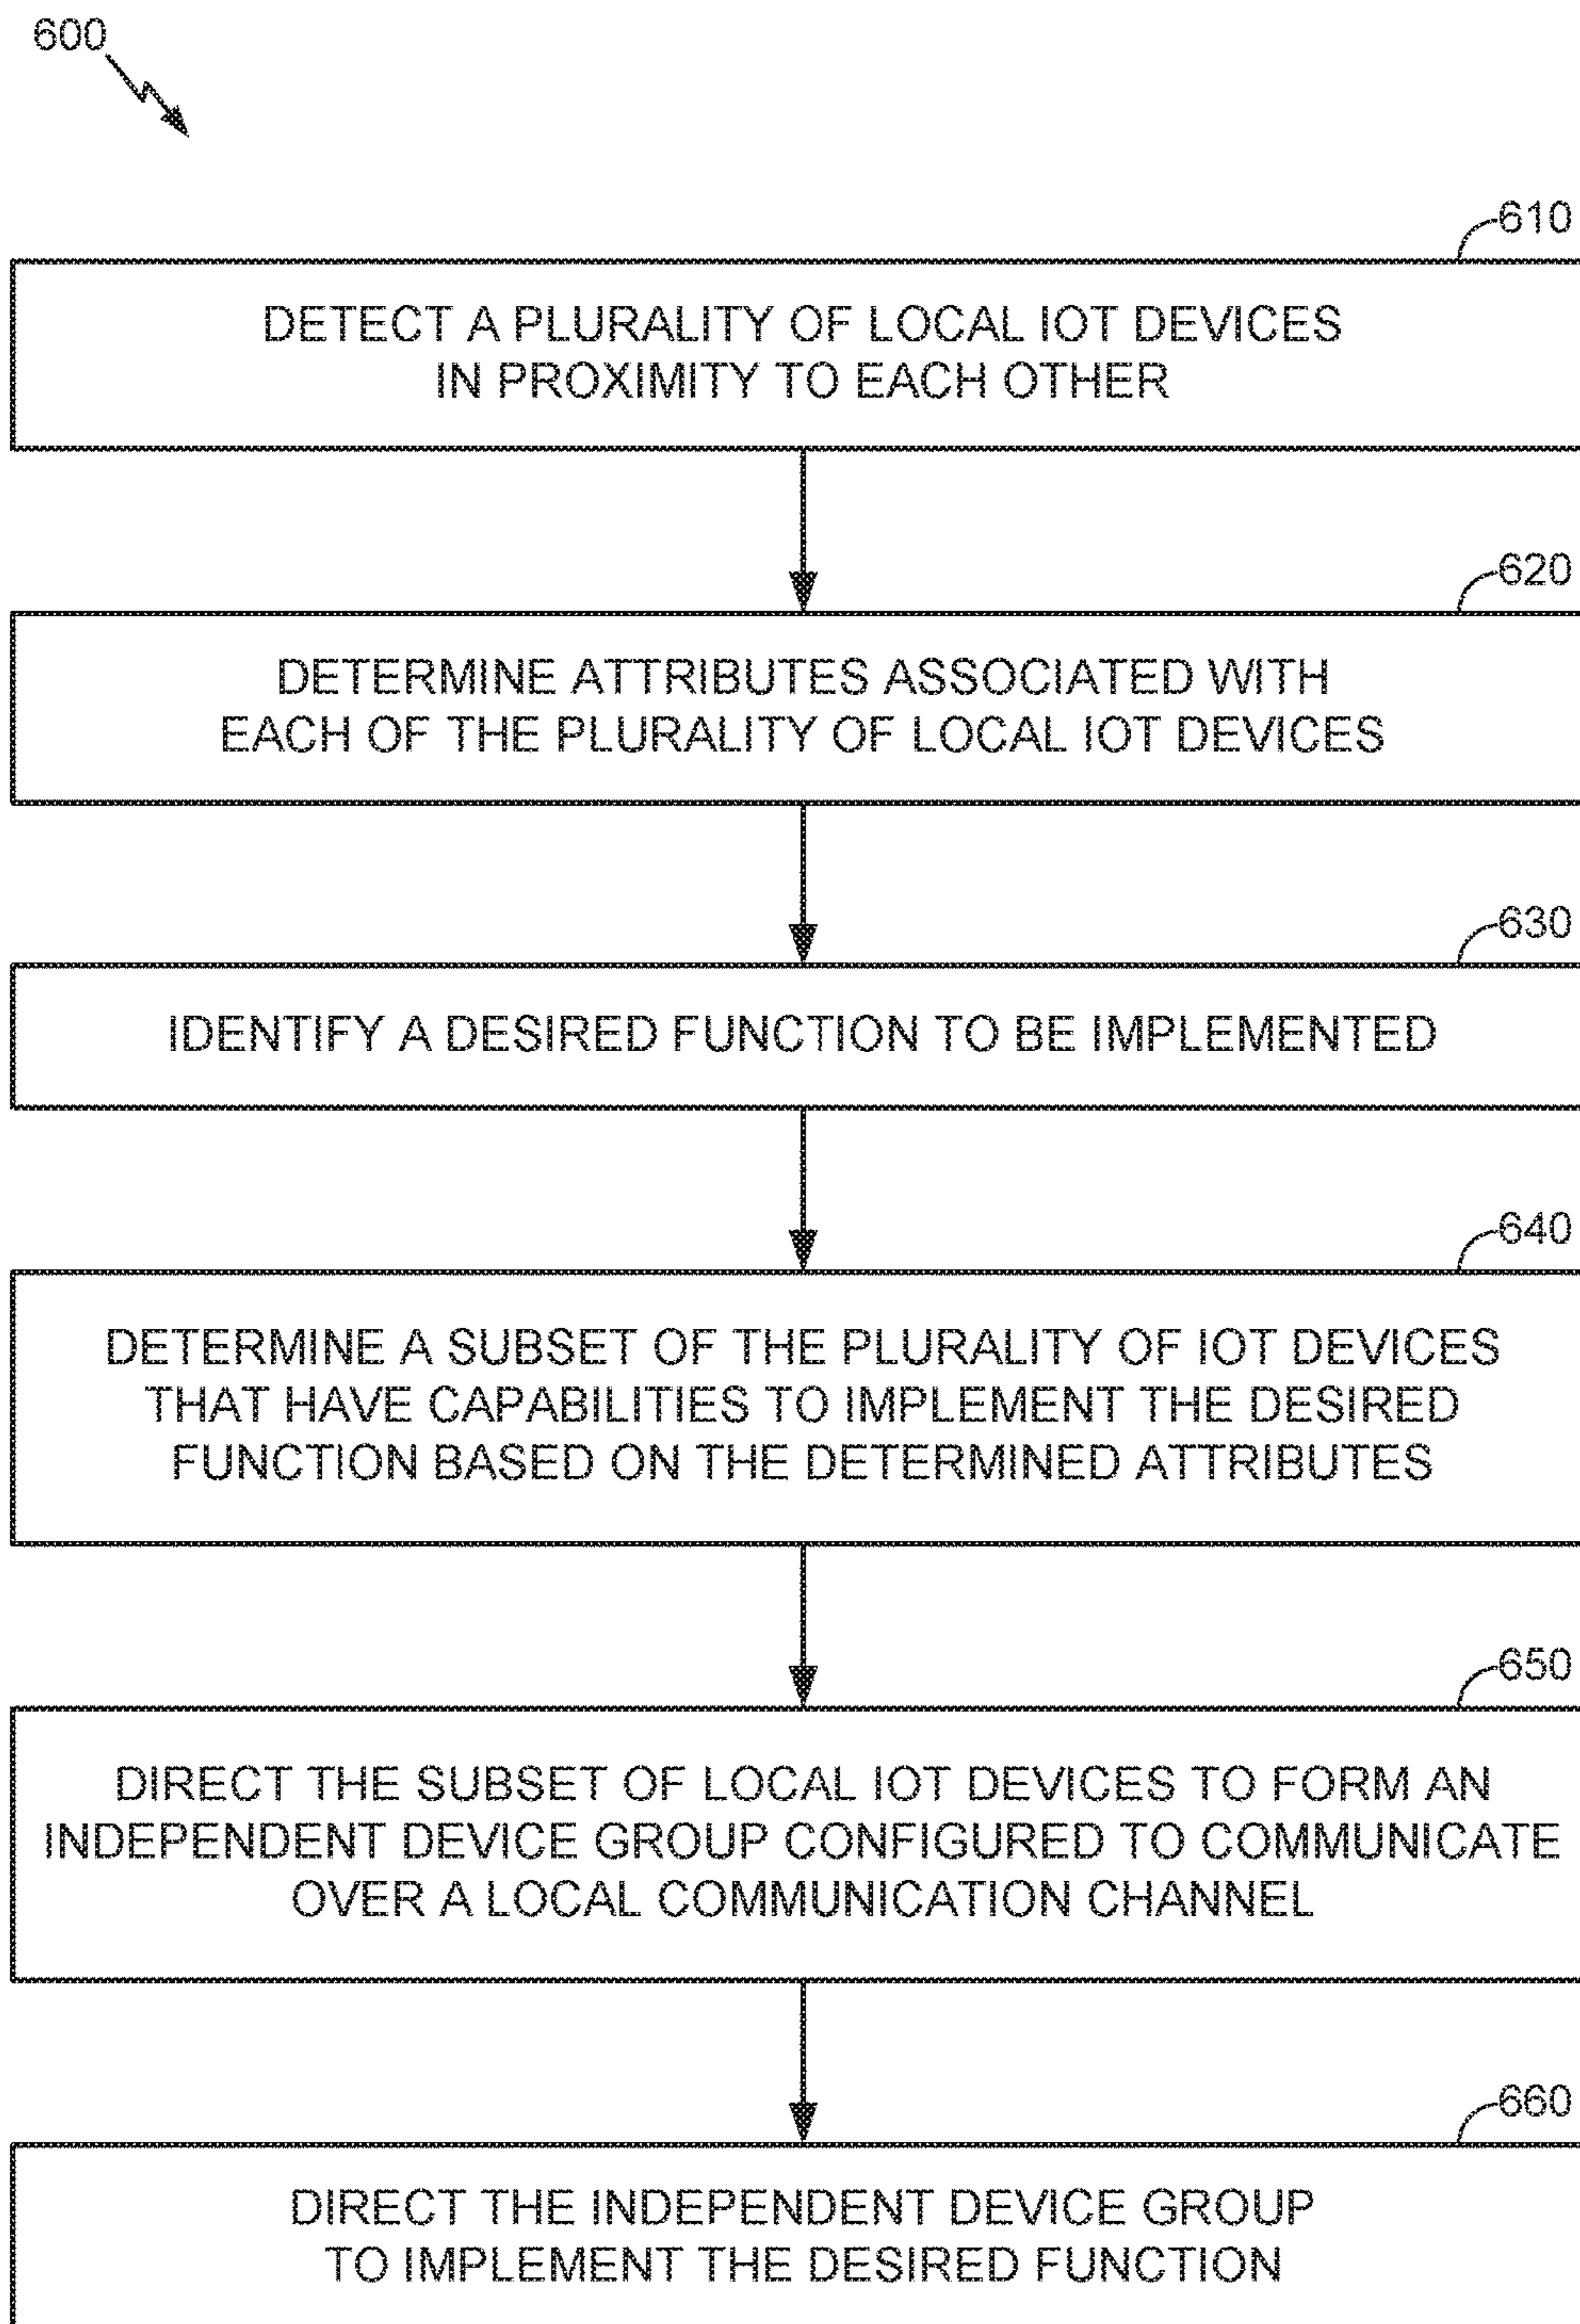 600
610
DETECT A PLURALITY OF LOCAL IOT DEVICES
IN PROXIMITY TO EACH OTHER
620
DETERMINE ATTRIBUTES ASSOCIATED WITH
EACH OF THE PLURALITY OF LOCAL IOT DEVICES
630
IDENTIFY A DESIRED FUNCTION TO BE IMPLEMENTED
640
DETERMINE A SUBSET OF THE PLURALITY OF IOT DEVICES
THAT HAVE CAPABILITIES TO IMPLEMENT THE DESIRED
FUNCTION BASED ON THE DETERMINED ATTRIBUTES
650
DIRECT THE SUBSET OF LOCAL IOT DEVICES TO FORM AN
INDEPENDENT DEVICE GROUP CONFIGURED TO COMMUNICATE
OVER A LOCAL COMMUNICATION CHANNEL
660
DIRECT THE INDEPENDENT DEVICE GROUP
TO IMPLEMENT THE DESIRED FUNCTION